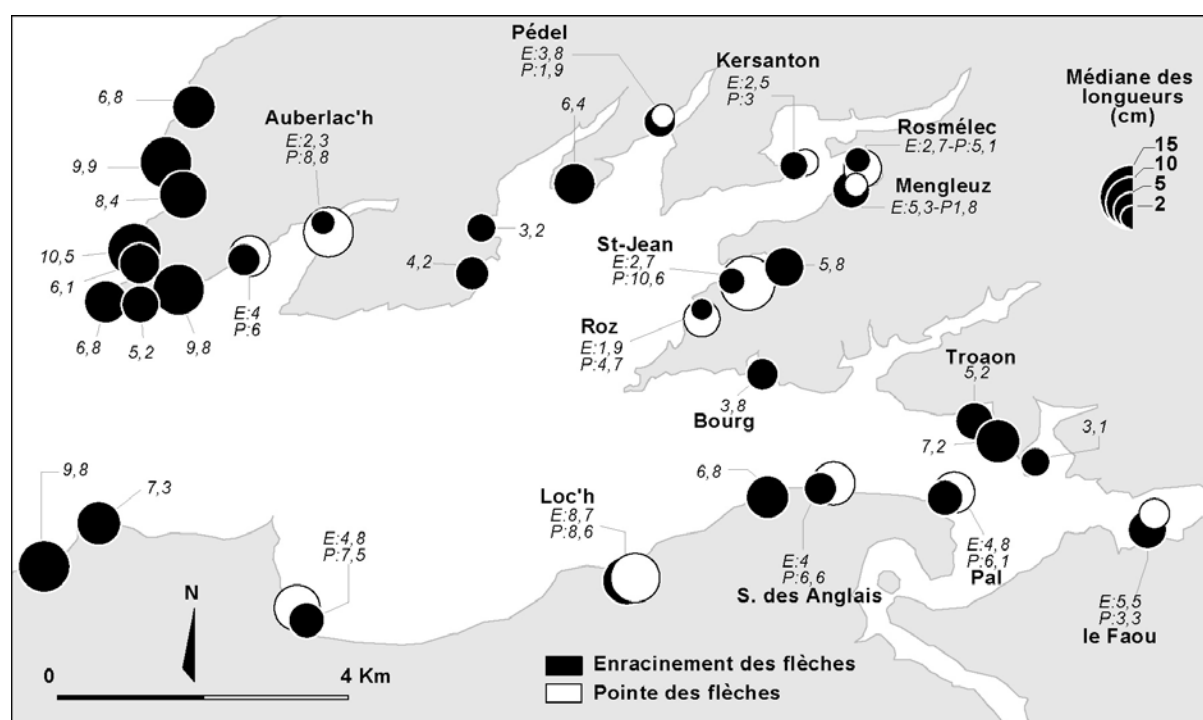 Pédel
E:3,8
P:1,9
Kersanton
E:2,5
P:3
Médiane des
longueurs
(cm)
15
10
5
2
6,8
Auberlac'h
E:2,3
P:8,8
6,4
Rosmélec
E:2,7-P:5,1
9,9
Mengleuz
E:5,3-P1,8
8,4
3,2
St-Jean
E:2,7
P:10,6
10,5
4,2
5,8
6,1
E:4
P:6
Roz
E:1,9
P:4,7
6,8
5,2
9,8
Troaon
5,2
3,8
Bourg
3,1
7,2
9,8
7,3
6,8
Loc'h
E:8,7
P:8,6
E:4,8
P:7,5
E:4
P:6,6
S. des Anglais
E:4,8
P:6,1
Pal
N
E:5,5
P:3,3
le Faou
0
4 Km
Enracinement des flèches
Pointe des flèches